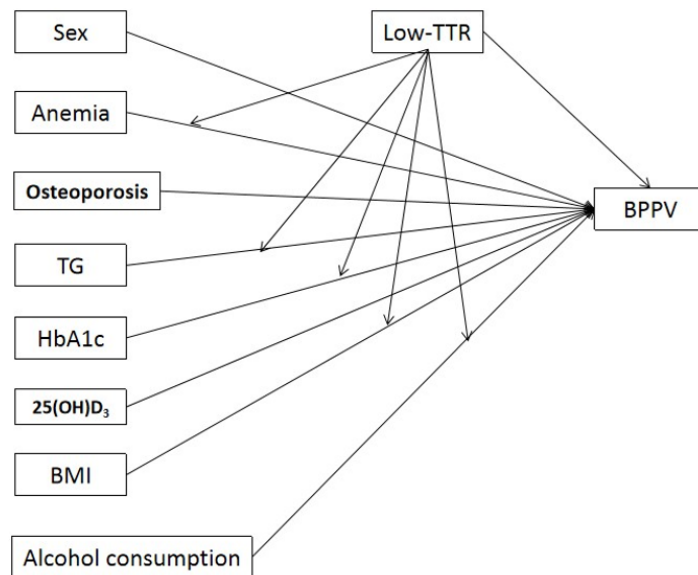 Sex
Low-TTR
Anemia
Osteoporosis
BPPV
TG
HbA1c
25(OH)D₃
BMI
Alcohol consumption